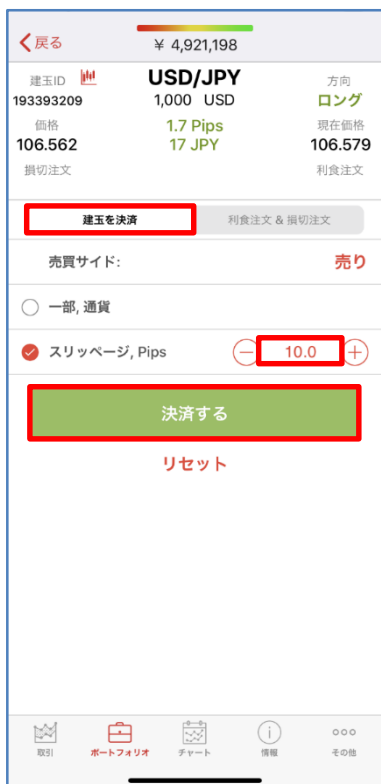 戻る
¥ 4,921,198
建玉ID USD/JPY 方向
193393209 1,000 USD ロング
価格 1.7 Pips 現在価格
106.562 17 JPY 106.579
損切注文 利食注文
建玉を決済 利食注文 & 損切注文
売買サイド: 売り
一部, 通貨
スリッページ, Pips 10.0
決済する
リセット
取引 ポートフォリオ チャート 情報 その他